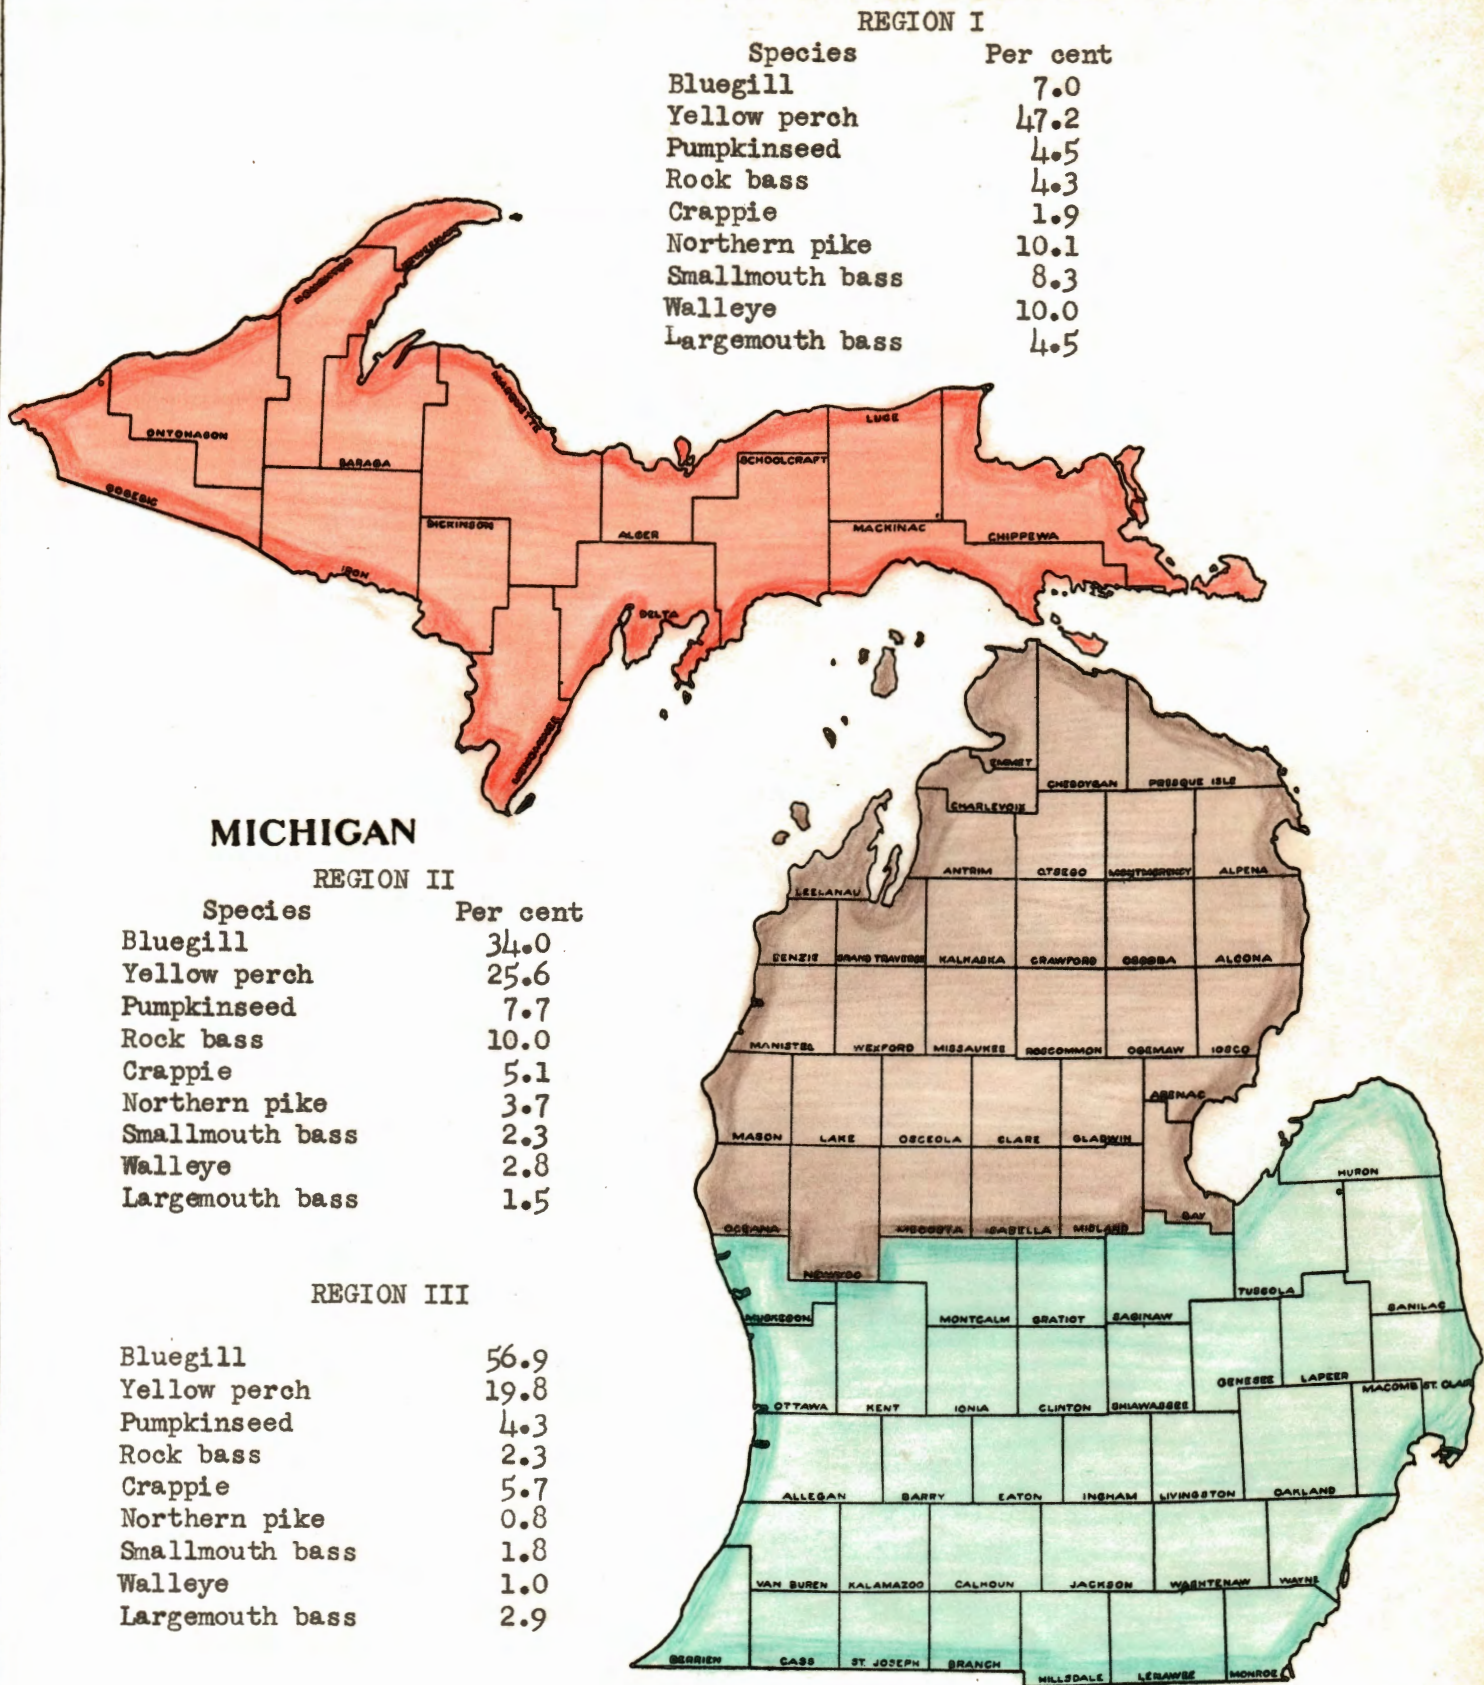 REGION I
Species Per cent
Bluegill 7.0
Yellow perch 47.2
Pumpkinseed 4.5
Rock bass 4.3
Crappie 1.9
Northern pike 10.1
Smallmouth bass 8.3
Walleye 10.0
Largemouth bass 4.5
KEWEENAW
HOUGHTON
MARQUETTE
LUCE
ONTONAGON
BARAGA
SCHOOLCRAFT
GOGEBIC
DICKINSON
ALGER
MACKINAC
CHIPPEWA
IRON
DELTA
MENOMINEE
MICHIGAN
REGION II
Species Per cent
Bluegill 34.0
Yellow perch 25.6
Pumpkinseed 7.7
Rock bass 10.0
Crappie 5.1
Northern pike 3.7
Smallmouth bass 2.3
Walleye 2.8
Largemouth bass 1.5
REGION III
Bluegill 56.9
Yellow perch 19.8
Pumpkinseed 4.3
Rock bass 2.3
Crappie 5.7
Northern pike 0.8
Smallmouth bass 1.8
Walleye 1.0
Largemouth bass 2.9
EMMET
CHEBOYGAN PRESQUE ISLE
CHARLEVOIX
LEELANAU ANTRIM OTSEGO MONTMORENCY ALPENA
BENZIE GRAND TRAVERSE KALKASKA CRAWFORD OSCODA ALCONA
MANISTEE WEXFORD MISSAUKEE ROSCOMMON OGEMAW IOSCO
ARENAC
MASON LAKE OSCEOLA CLARE GLADWIN
HURON
OCEANA MECOSTA ISABELLA MIDLAND BAY
NEWAYGO
TUSCOLA
SANILAC
MUSKEGON MONTCALM GRATIOT SAGINAW
GENESEE LAPEER MACOMB ST. CLAIR
OTTAWA KENT IONIA CLINTON SHIAWASSEE
ALLEGAN BARRY EATON INGHAM LIVINGSTON OAKLAND
VAN BUREN KALAMAZOO CALHOUN JACKSON WASHTENAW WAYNE
BERRIEN CASS ST. JOSEPH BRANCH HILLSDALE LENAWEE MONROE